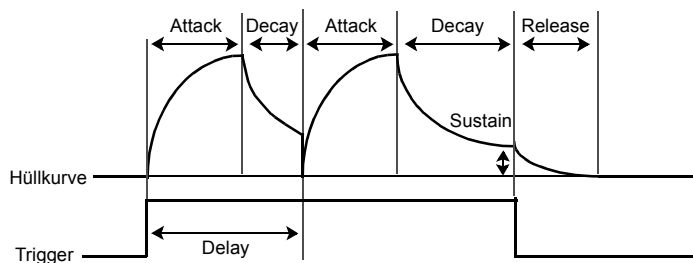 Attack Decay Attack Decay Release
Sustain
Hüllkurve
Delay
Trigger